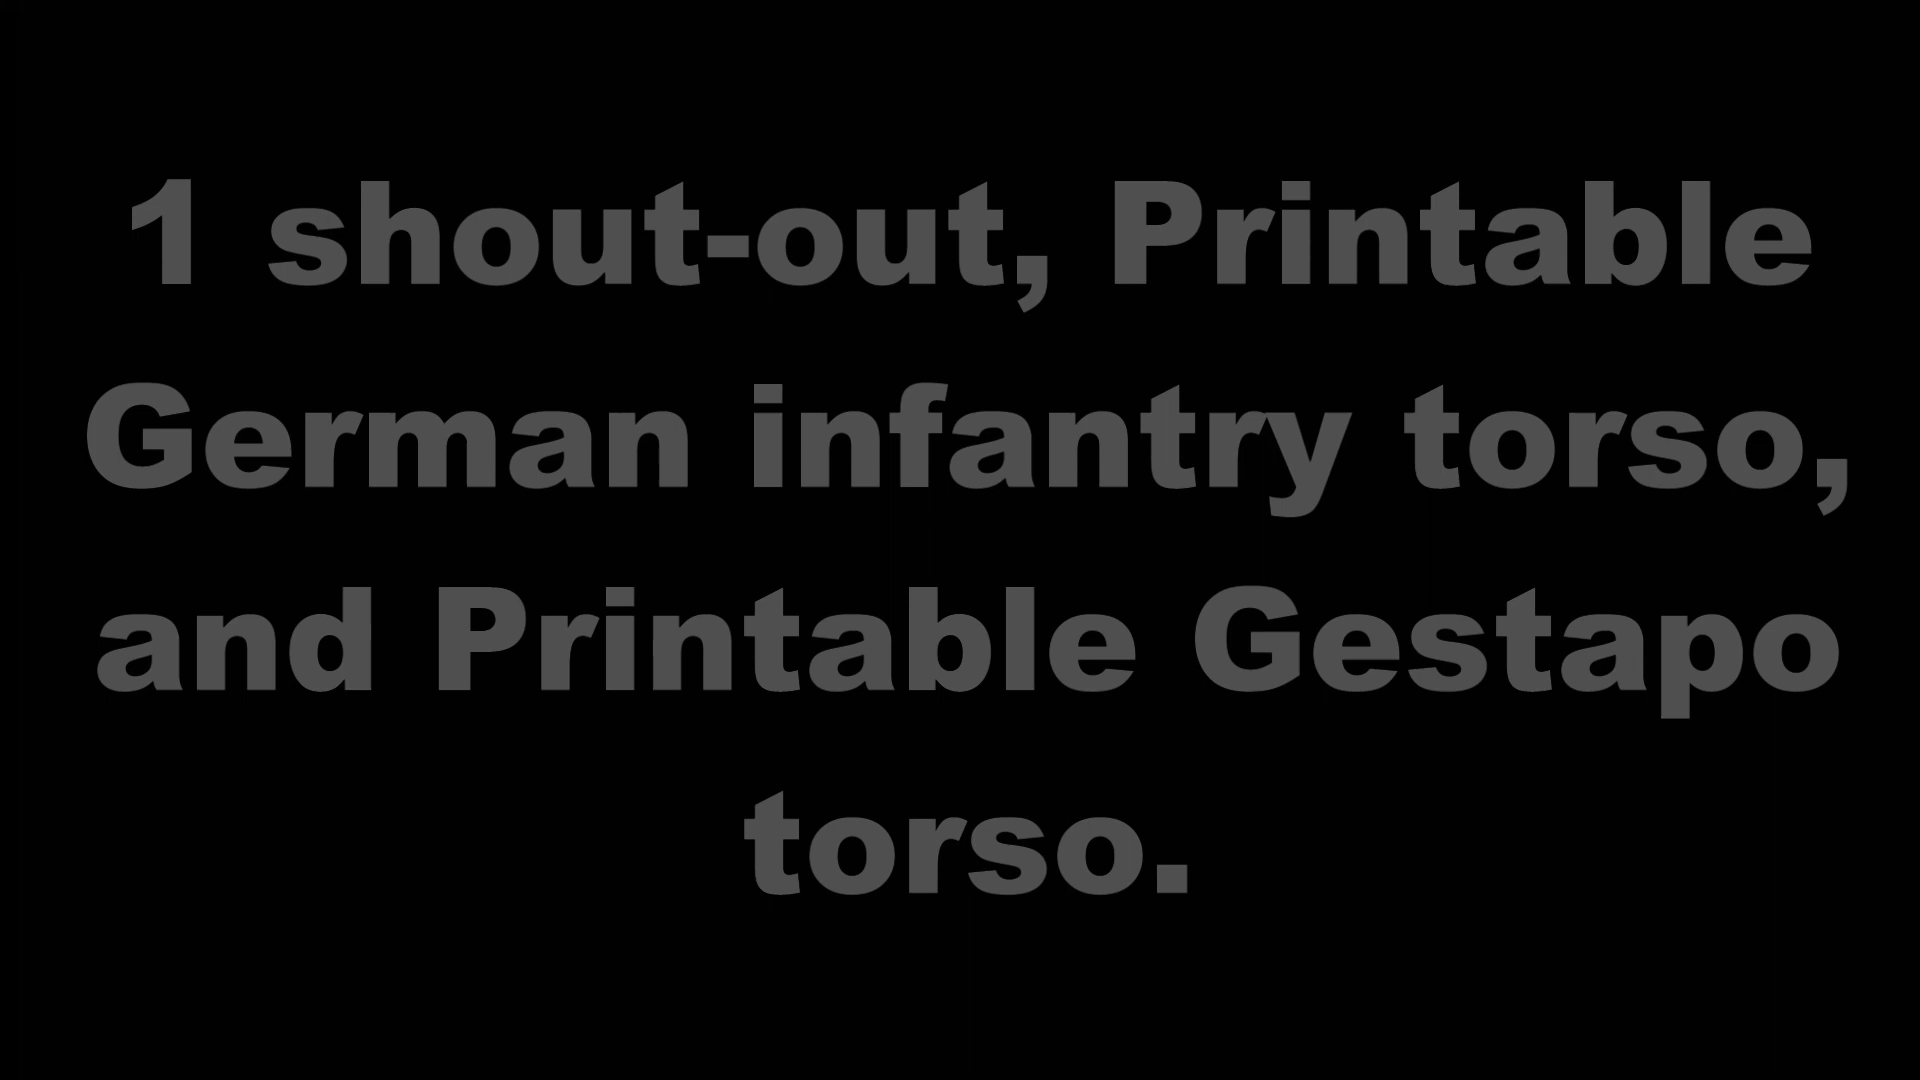 1 shout-out, Printable
German infantry torso,
and Printable Gestapo
torso.